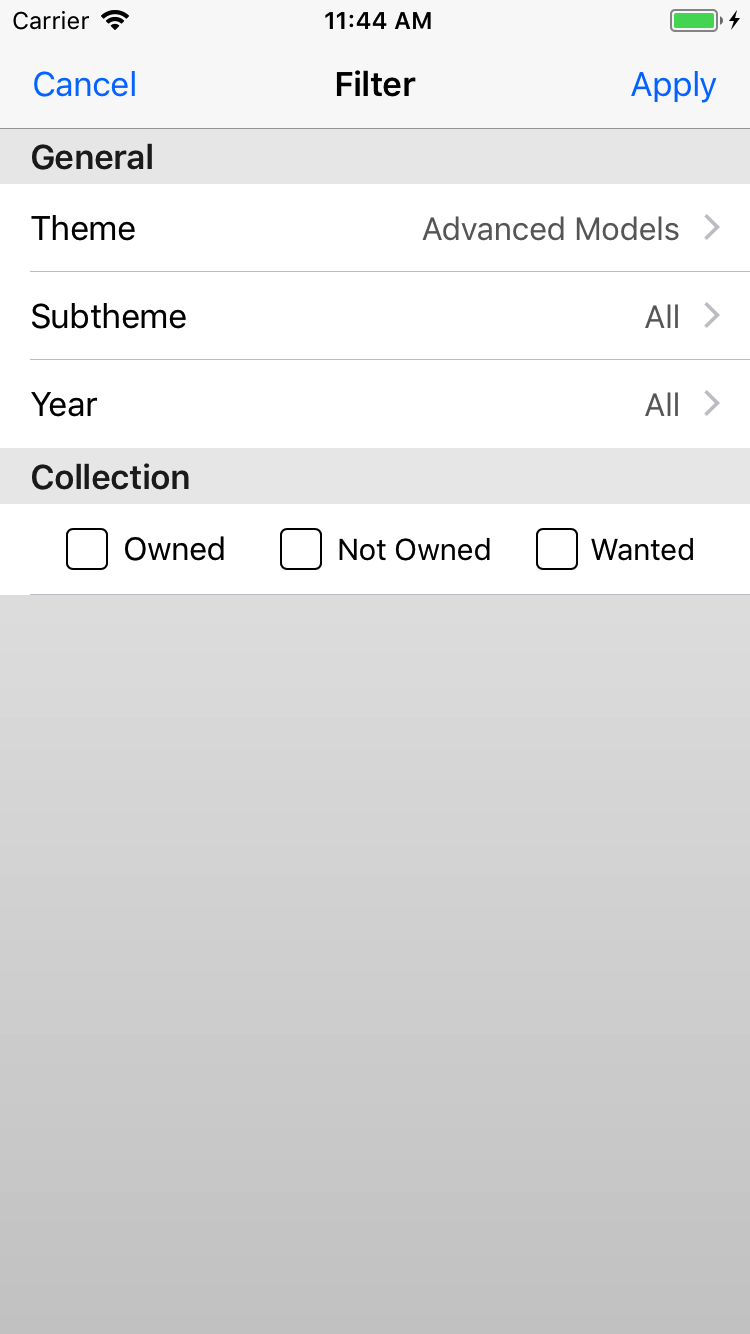 Carrier 11:44 AM
Cancel Filter Apply
General
Theme Advanced Models
Subtheme All
Year All
Collection
Owned Not Owned Wanted